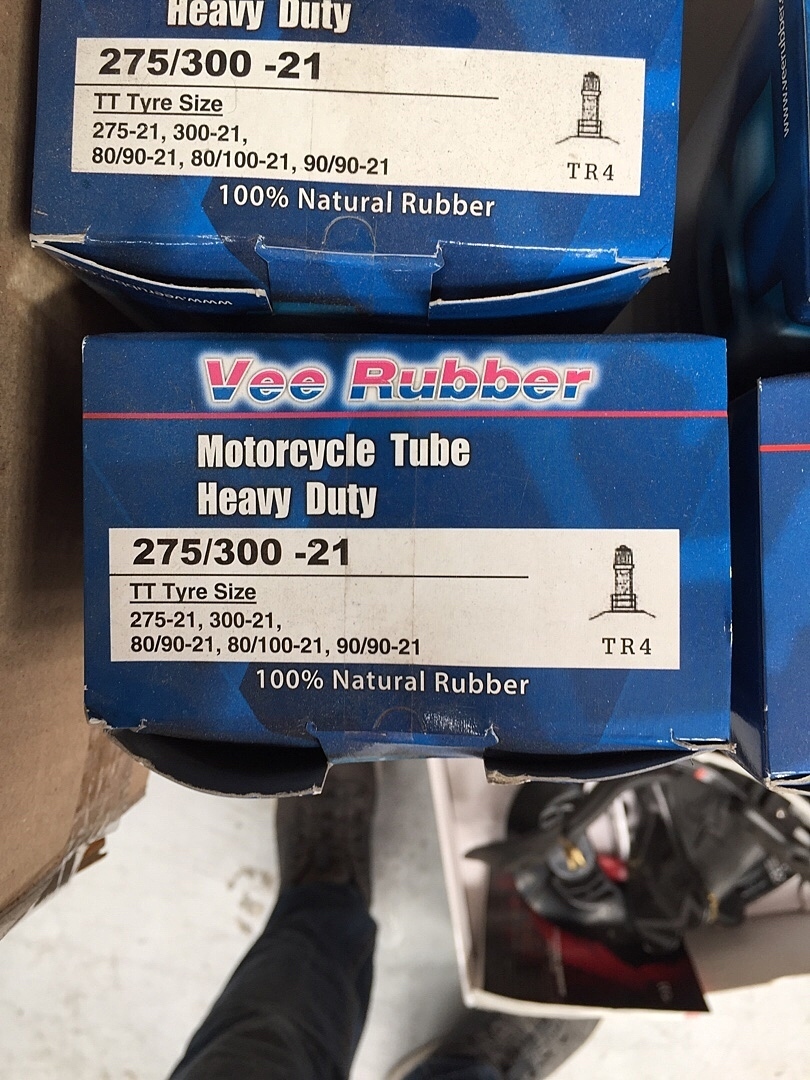 Heavy Duty
275/300 -21
TT Tyre Size
275-21, 300-21,
80/90-21, 80/100-21, 90/90-21
TR4
100% Natural Rubber
Vee Rubber
Motorcycle Tube
Heavy Duty
275/300 -21
TT Tyre Size
275-21, 300-21,
80/90-21, 80/100-21, 90/90-21
TR4
100% Natural Rubber